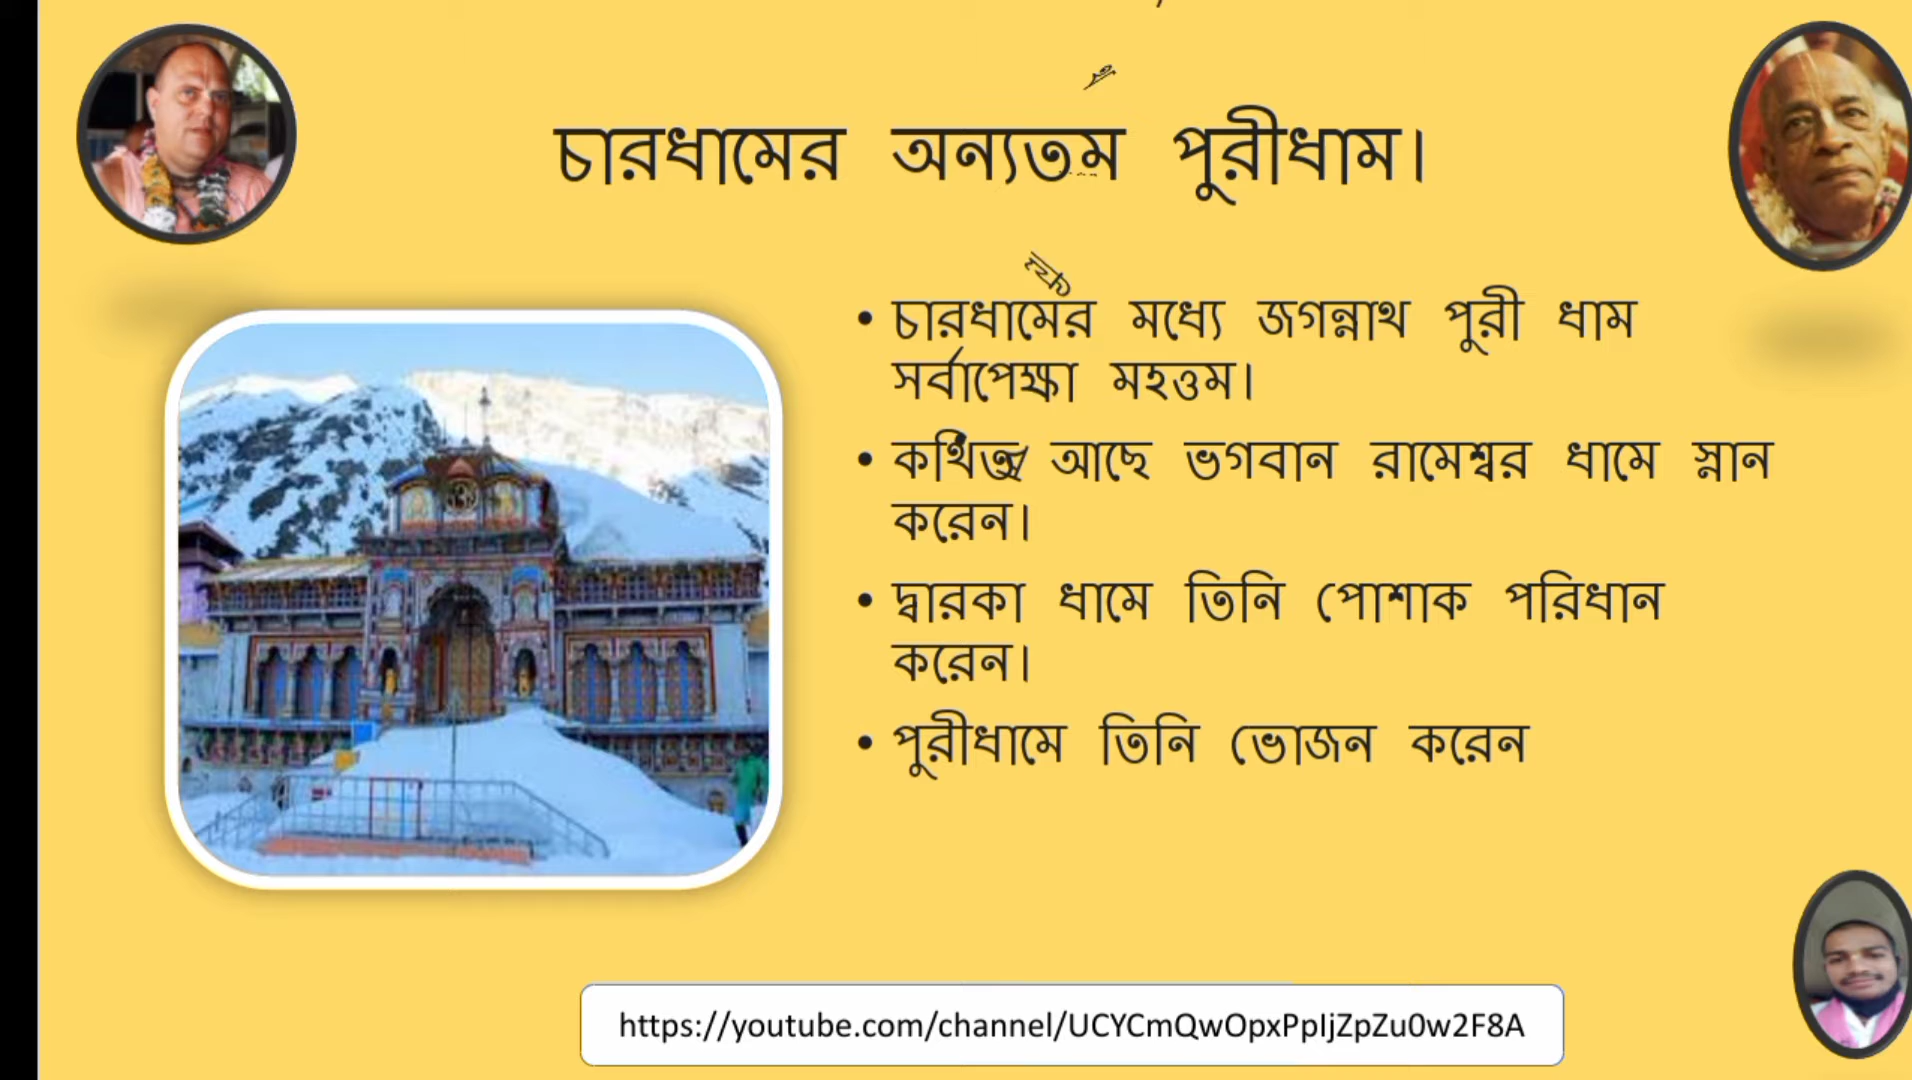 চারধামের অন্যতম পুরীধাম।
• চারধামের মধ্যে জগন্নাথ পুরী ধাম
সর্বাপেক্ষা মহত্তম।
• কথিত আছে ভগবান রামেশ্বর ধামে স্নান
করেন।
• দ্বারকা ধামে তিনি পোশাক পরিধান
করেন।
• পুরীধামে তিনি ভোজন করেন
https://youtube.com/channel/UCYCmQwOpxPpIjZpZu0w2F8A